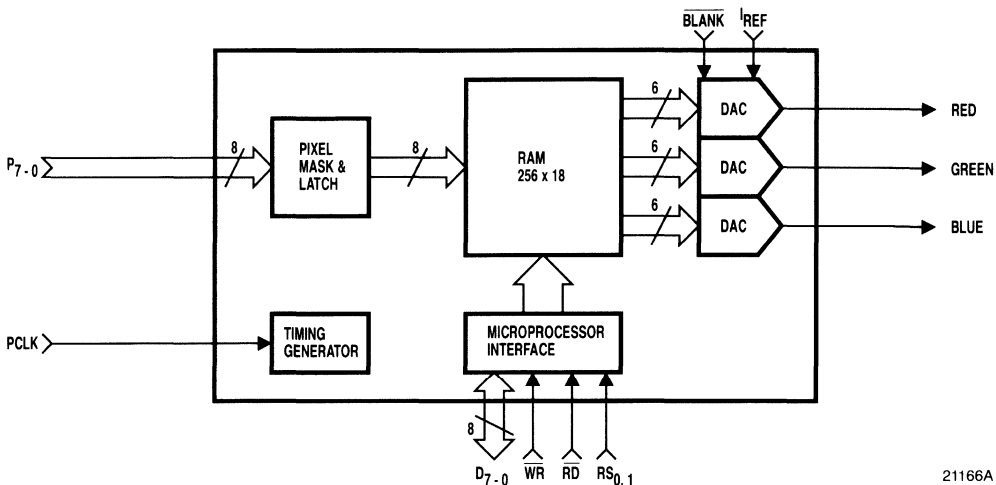 BLANK IREF
6
DAC
RED
P7-0
8
PIXEL
MASK &
LATCH
8
RAM
256 x 18
6
DAC
GREEN
6
DAC
BLUE
PCLK
TIMING
GENERATOR
MICROPROCESSOR
INTERFACE
8
D7-0 WR RD RS0, 1
21166A